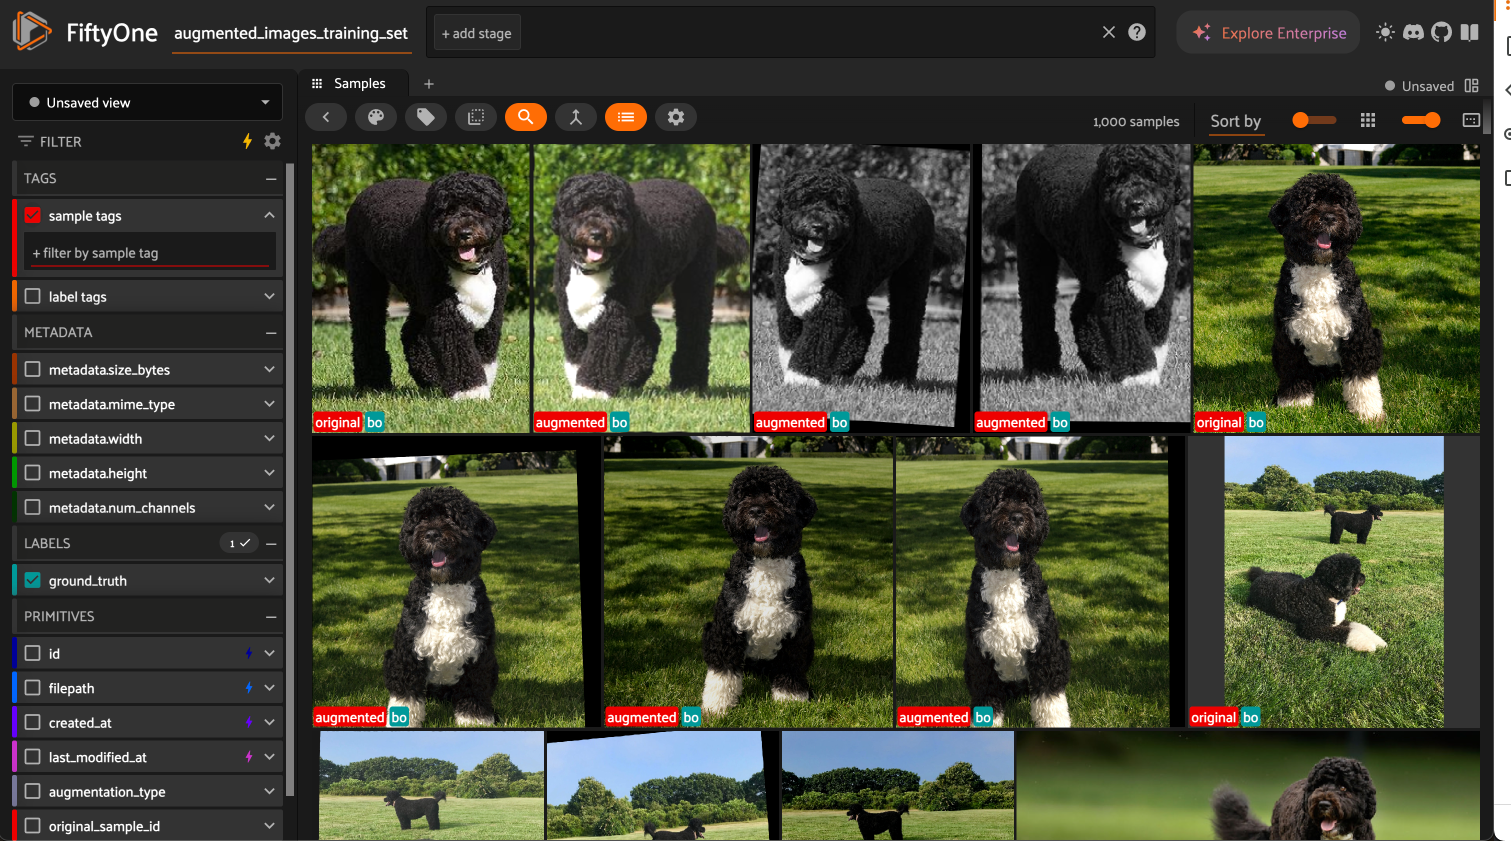 FiftyOne
augmented_images_training_set
+ add stage
Explore Enterprise
Unsaved view
Samples
Unsaved
FILTER
1,000 samples
Sort by
TAGS
sample tags
+ filter by sample tag
label tags
METADATA
metadata.size_bytes
metadata.mime_type
metadata.width
metadata.height
metadata.num_channels
LABELS
1
ground_truth
PRIMITIVES
id
filepath
created_at
last_modified_at
augmentation_type
original_sample_id
original bo
augmented bo
augmented bo
augmented bo
original bo
augmented bo
augmented bo
augmented bo
original bo